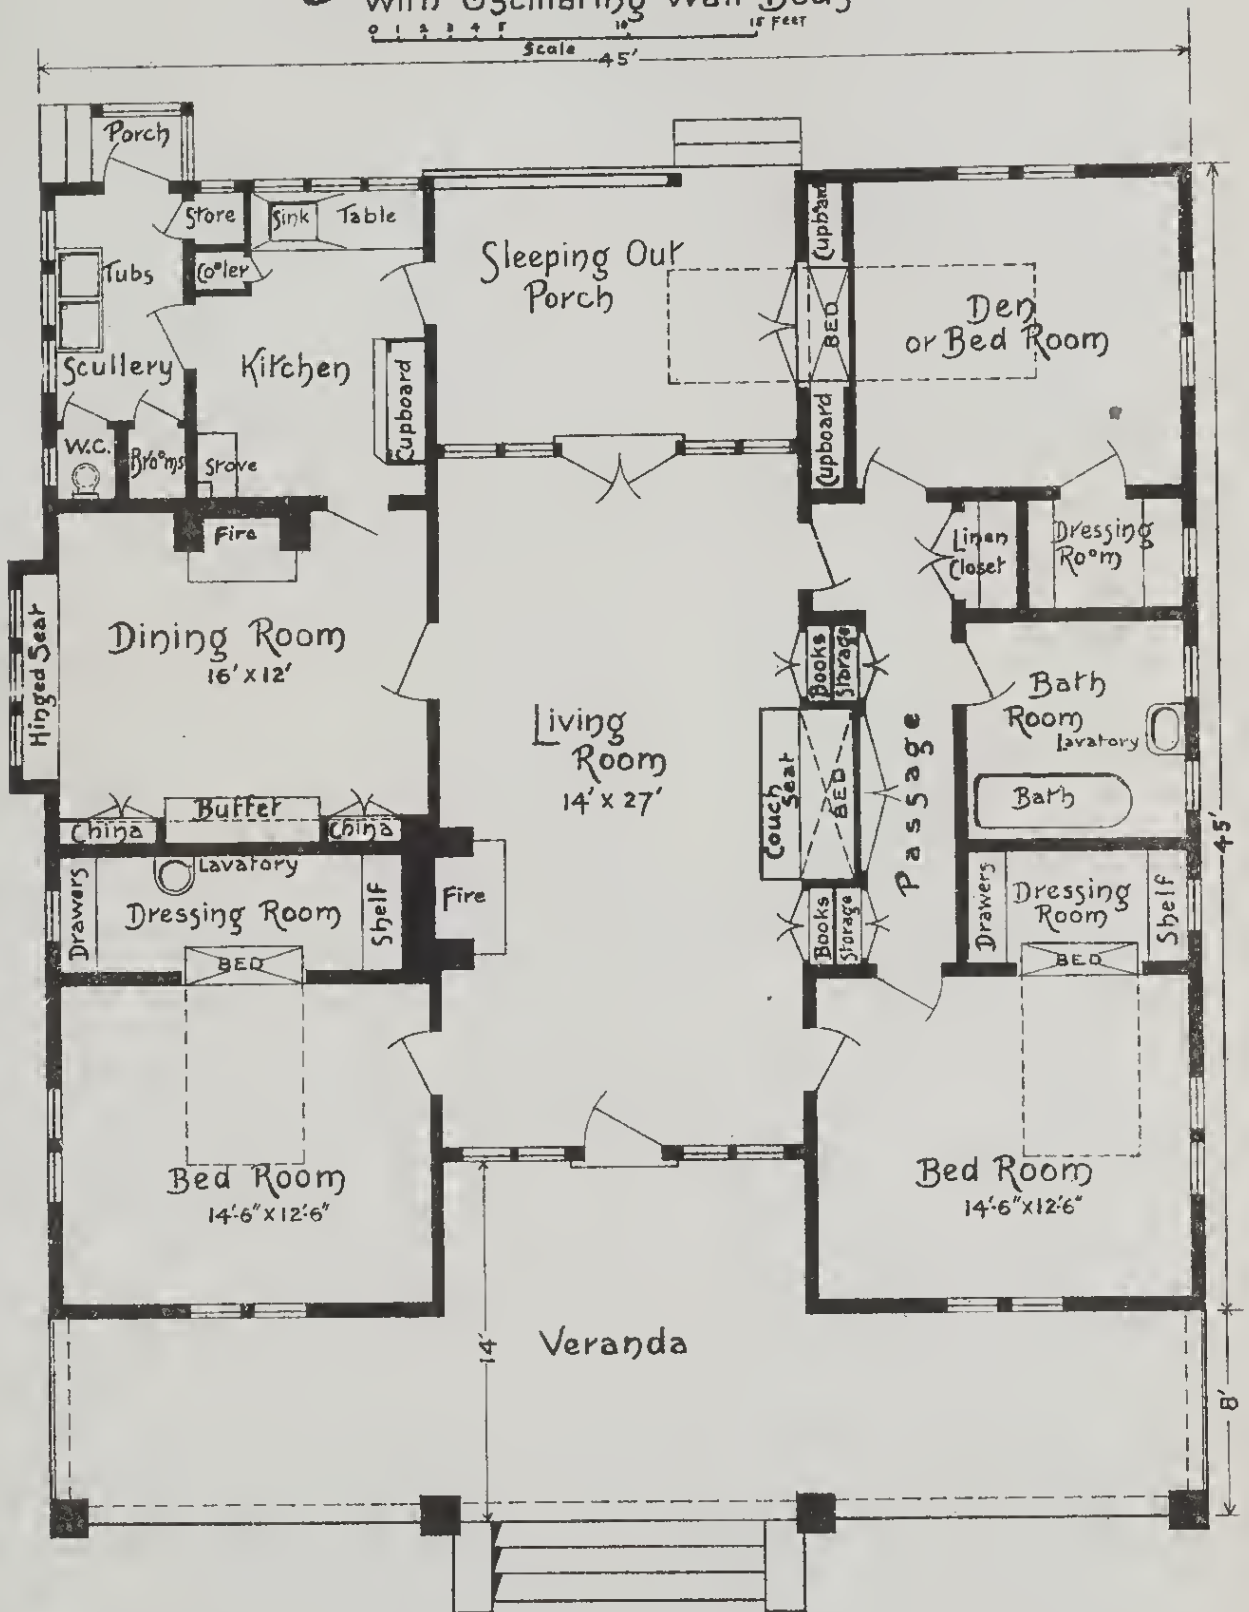 With Oscillating Wall Beds
0 1 2 3 4 5 10 15 FEET
Scale
45'
Porch
Store
Sink
Table
Cooler
Tubs
Scullery
Kitchen
Cupboard
W.C.
Brooms
Stove
Sleeping Out
Porch
Cupboard
BED
Cupboard
Den
or Bed Room
Fire
Dining Room
16' X 12'
Hinged Seat
China
Buffet
China
Living
Room
14' X 27'
Books
Storage
Couch
Seat
BED
Books
Storage
Passage
Linen
Closet
Dressing
Room
Bath
Room
Lavatory
Bath
45'
Drawers
Lavatory
Dressing Room
Shelf
BED
Fire
Drawers
Dressing
Room
Shelf
BED
Bed Room
14'-6" X 12'-6"
Bed Room
14'-6" X 12'-6"
Veranda
14'
8'